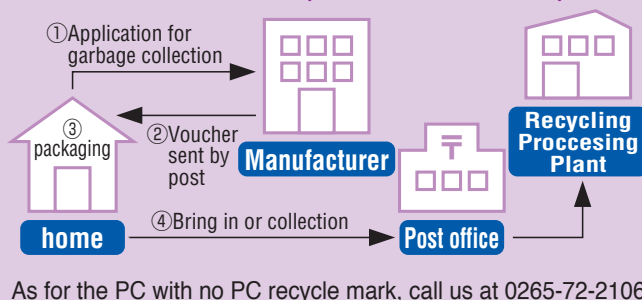 ①Application for
garbage collection
③
packaging
②Voucher
sent by
post
Manufacturer
〒
Recycling
Proccesing
Plant
④Bring in or collection
home
Post office
As for the PC with no PC recycle mark, call us at 0265-72-2106